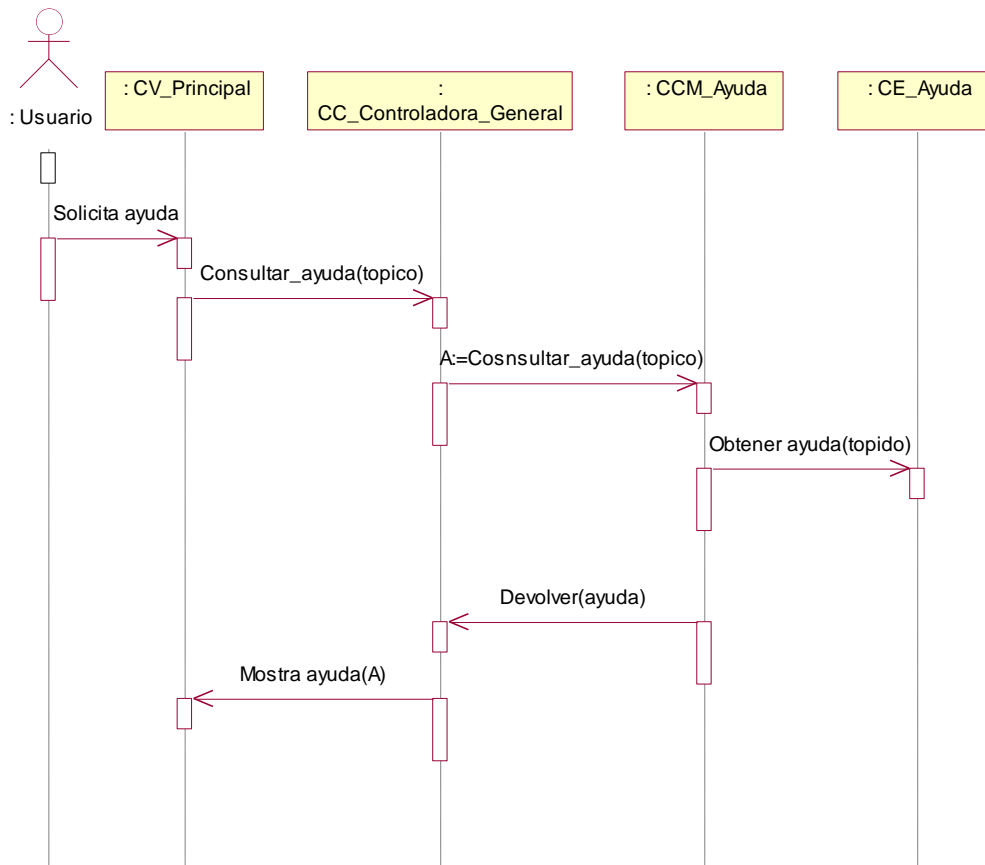 : Usuario
: CV_Principal
:
CC_Controladora_General
: CCM_Ayuda
: CE_Ayuda
Solicita ayuda
Consultar_ayuda(topico)
A:=Cosnsultar_ayuda(topico)
Obtener ayuda(topido)
Devolver(ayuda)
Mostra ayuda(A)